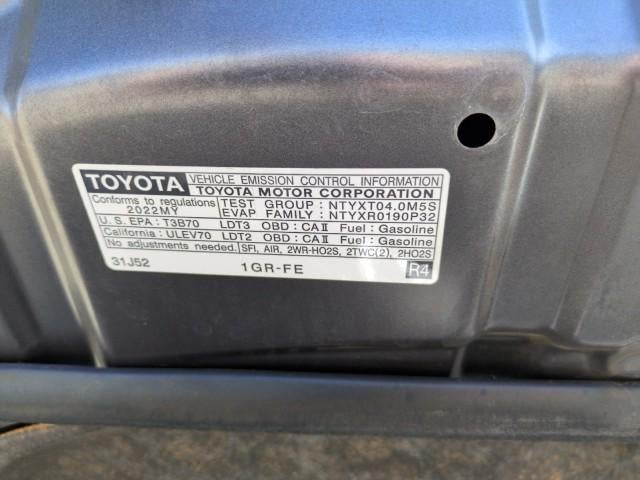 TOYOTA VEHICLE EMISSION CONTROL INFORMATION
TOYOTA MOTOR CORPORATION
Conforms to regulations 2022MY
TEST GROUP : NTYXT04.0M5S
EVAP FAMILY : NTYXR0190P32
U. S. EPA : T3B70 LDT3 OBD : CAⅡ Fuel : Gasoline
California : ULEV70 LDT2 OBD : CAⅡ Fuel : Gasoline
No adjustments needed. SFI, AIR, 2WR-HO2S, 2TWC(2), 2HO2S
31J52 1GR-FE R4